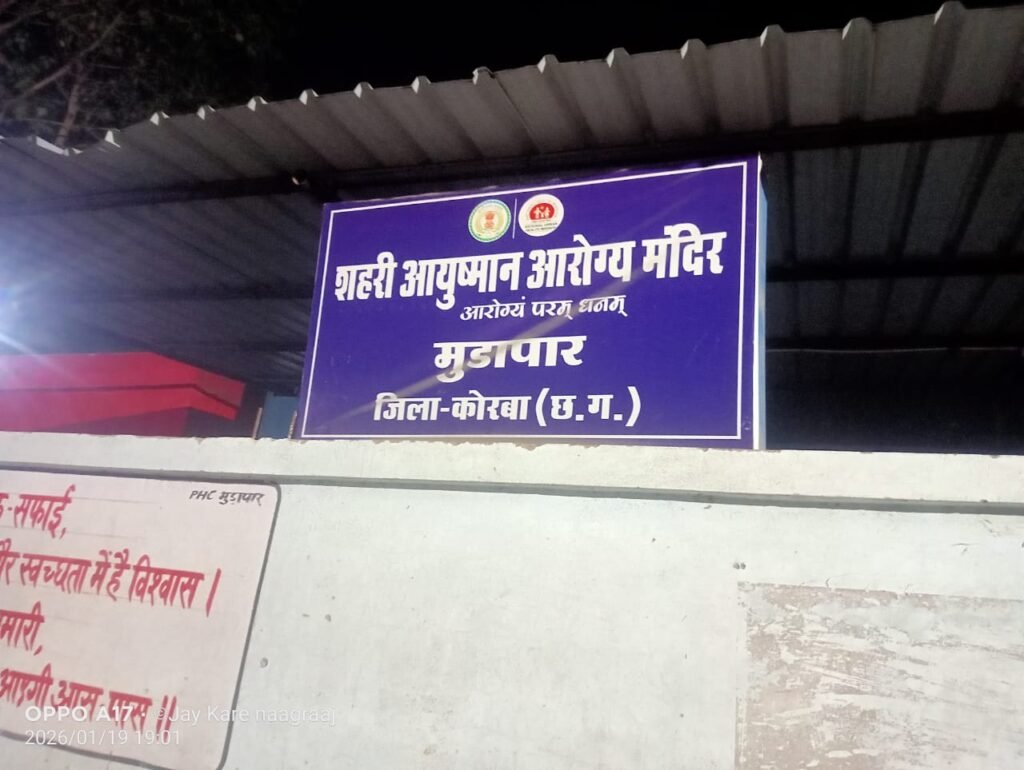 शहरी आयुष्मान आरोग्य मंदिर
आरोग्यं परम् धनम्
मुडापार
जिला-कोरबा (छ.ग.)
PHC मुड़ापार
-सफाई,
स्वच्छता में है विश्वास ।
आस पास ।।
OPPO A17 · ©Jay Kare naagraaj
2026/01/19 19:01